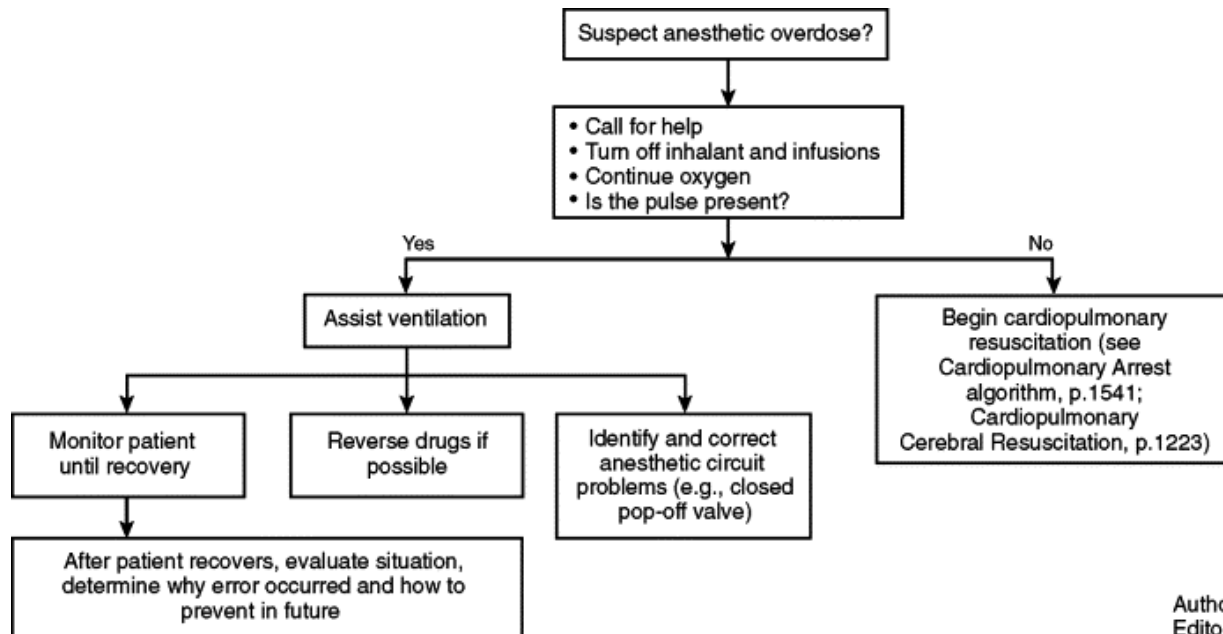 Suspect anesthetic overdose?
• Call for help
• Turn off inhalant and infusions
• Continue oxygen
• Is the pulse present?
Yes
No
Assist ventilation
Begin cardiopulmonary
resuscitation (see
Cardiopulmonary Arrest
algorithm, p.1541;
Cardiopulmonary
Cerebral Resuscitation, p.1223)
Monitor patient
until recovery
Reverse drugs if
possible
Identify and correct
anesthetic circuit
problems (e.g., closed
pop-off valve)
After patient recovers, evaluate situation,
determine why error occurred and how to
prevent in future
Autho
Edito